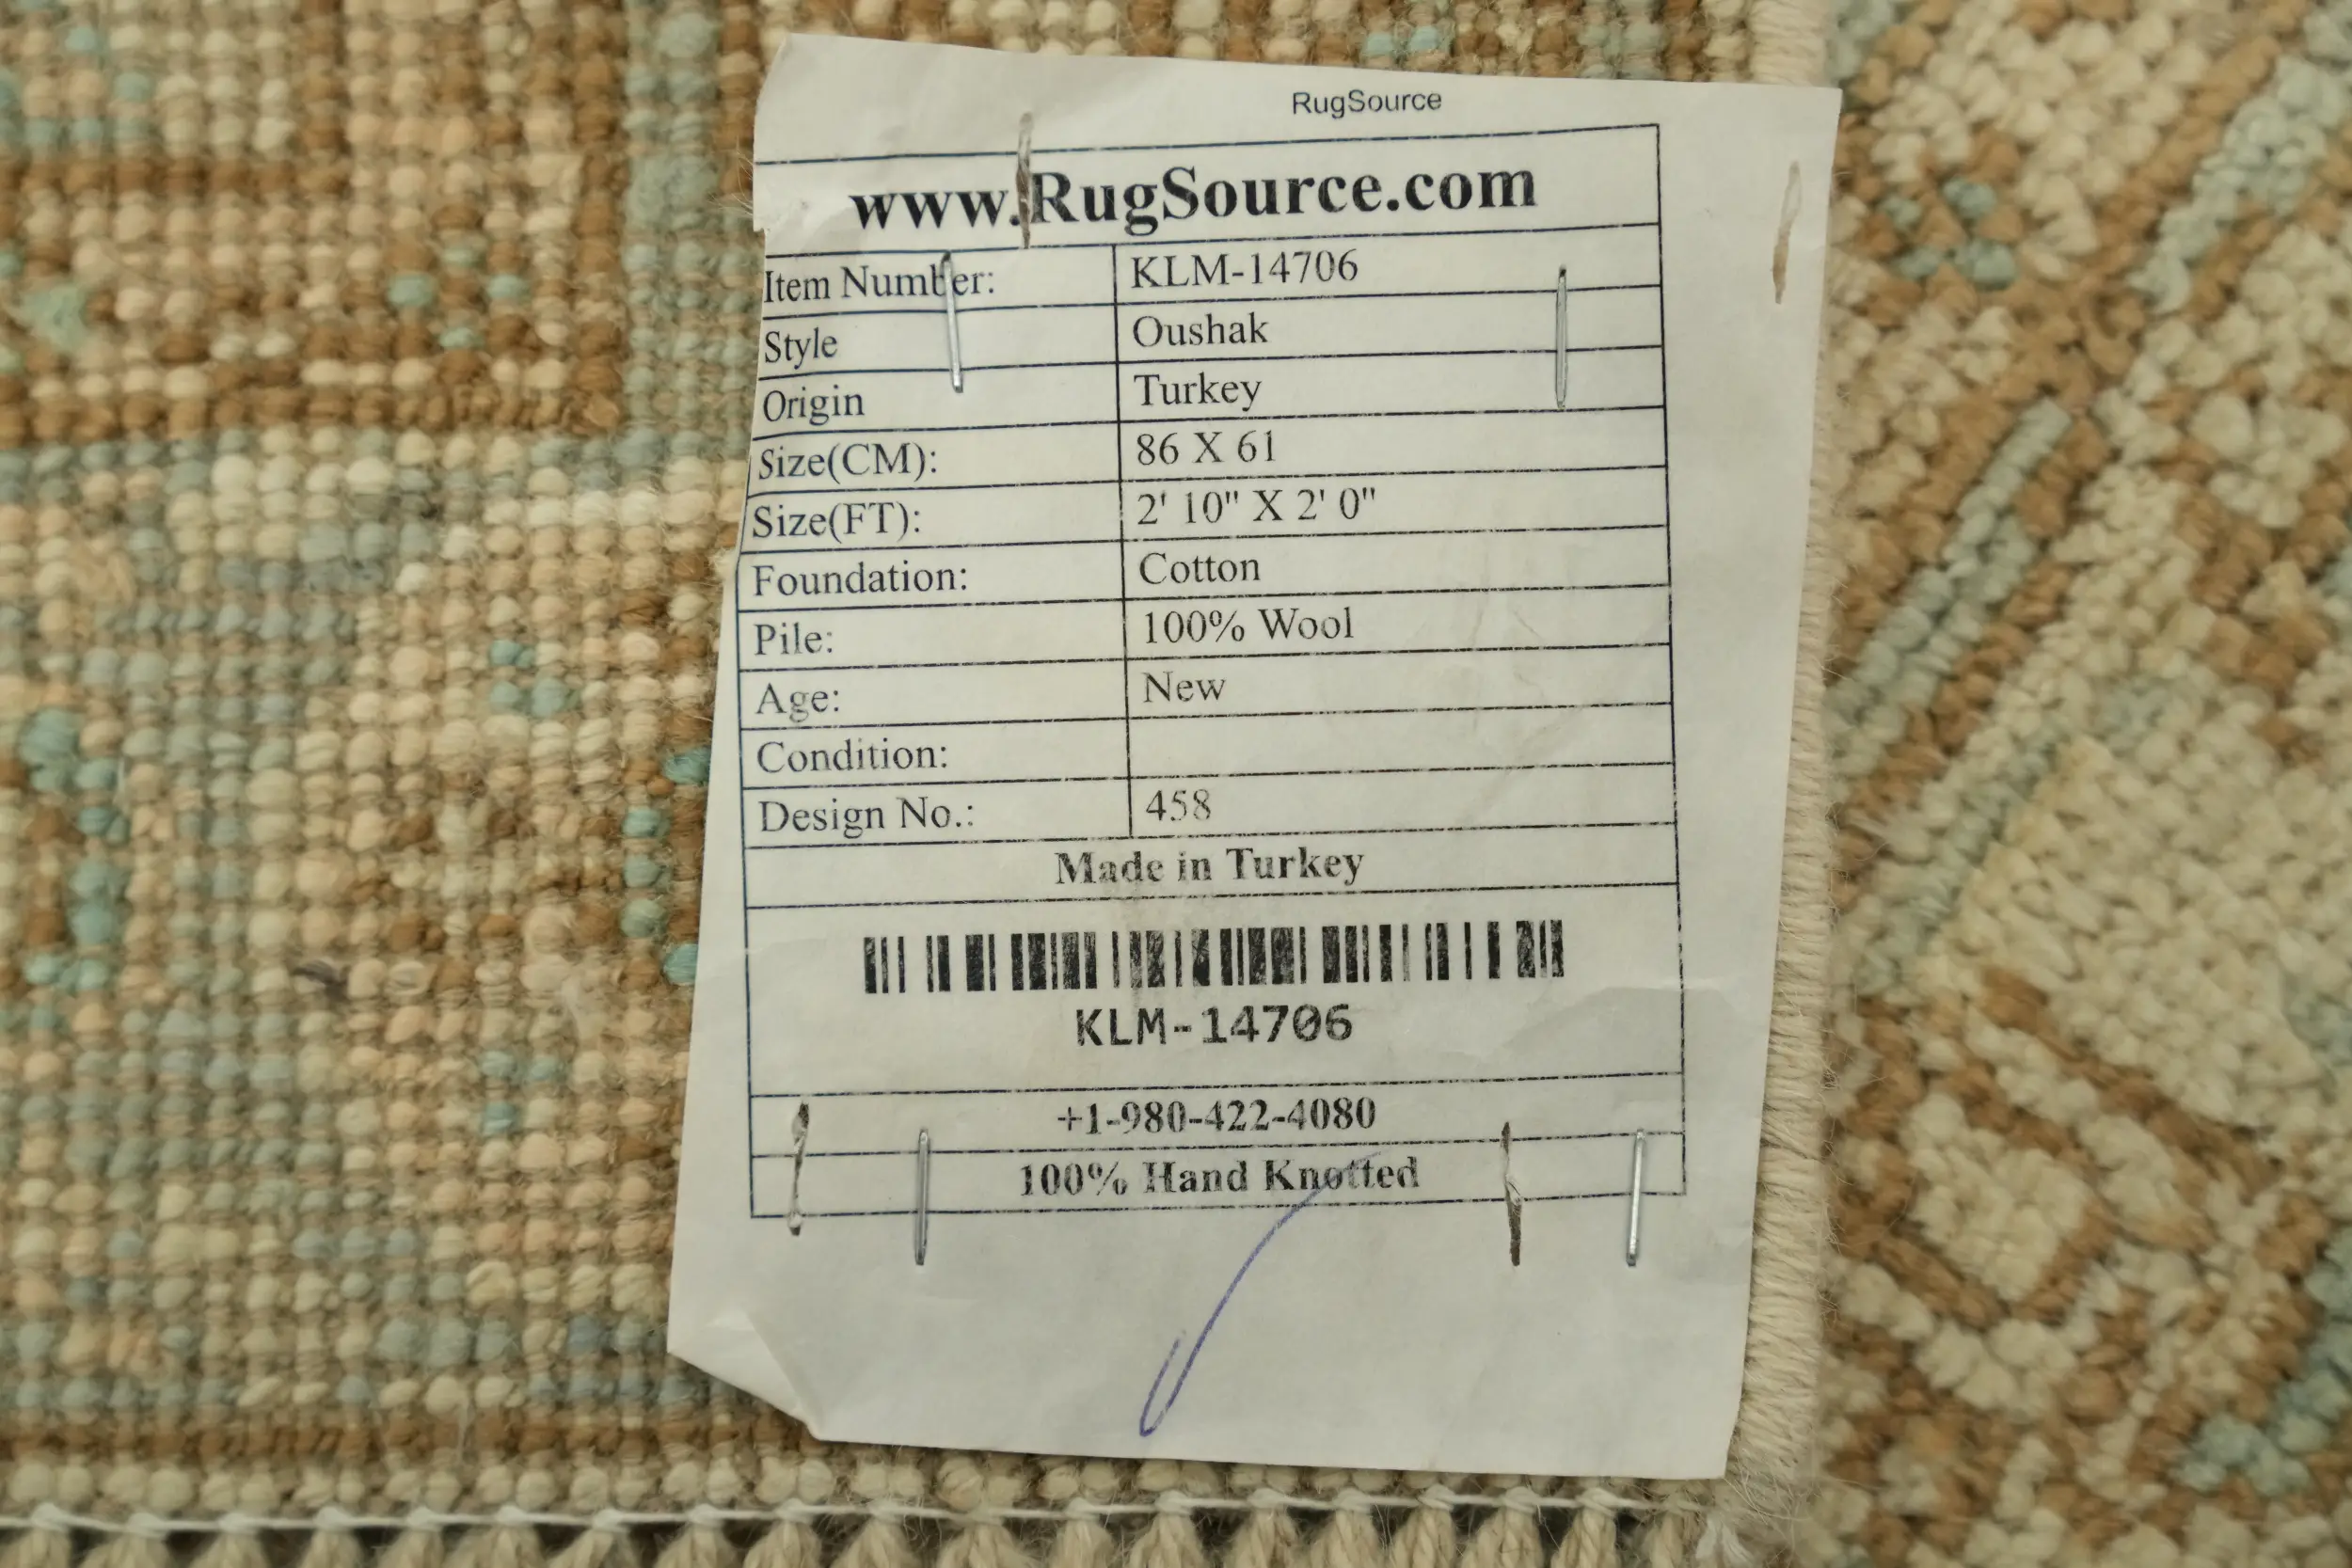 RugSource
www.RugSource.com
Item Number: KLM-14706
Style Oushak
Origin Turkey
Size(CM): 86 X 61
Size(FT): 2' 10" X 2' 0"
Foundation: Cotton
Pile: 100% Wool
Age: New
Condition:
Design No.: 458
Made in Turkey
KLM-14706
+1-980-422-4080
100% Hand Knotted